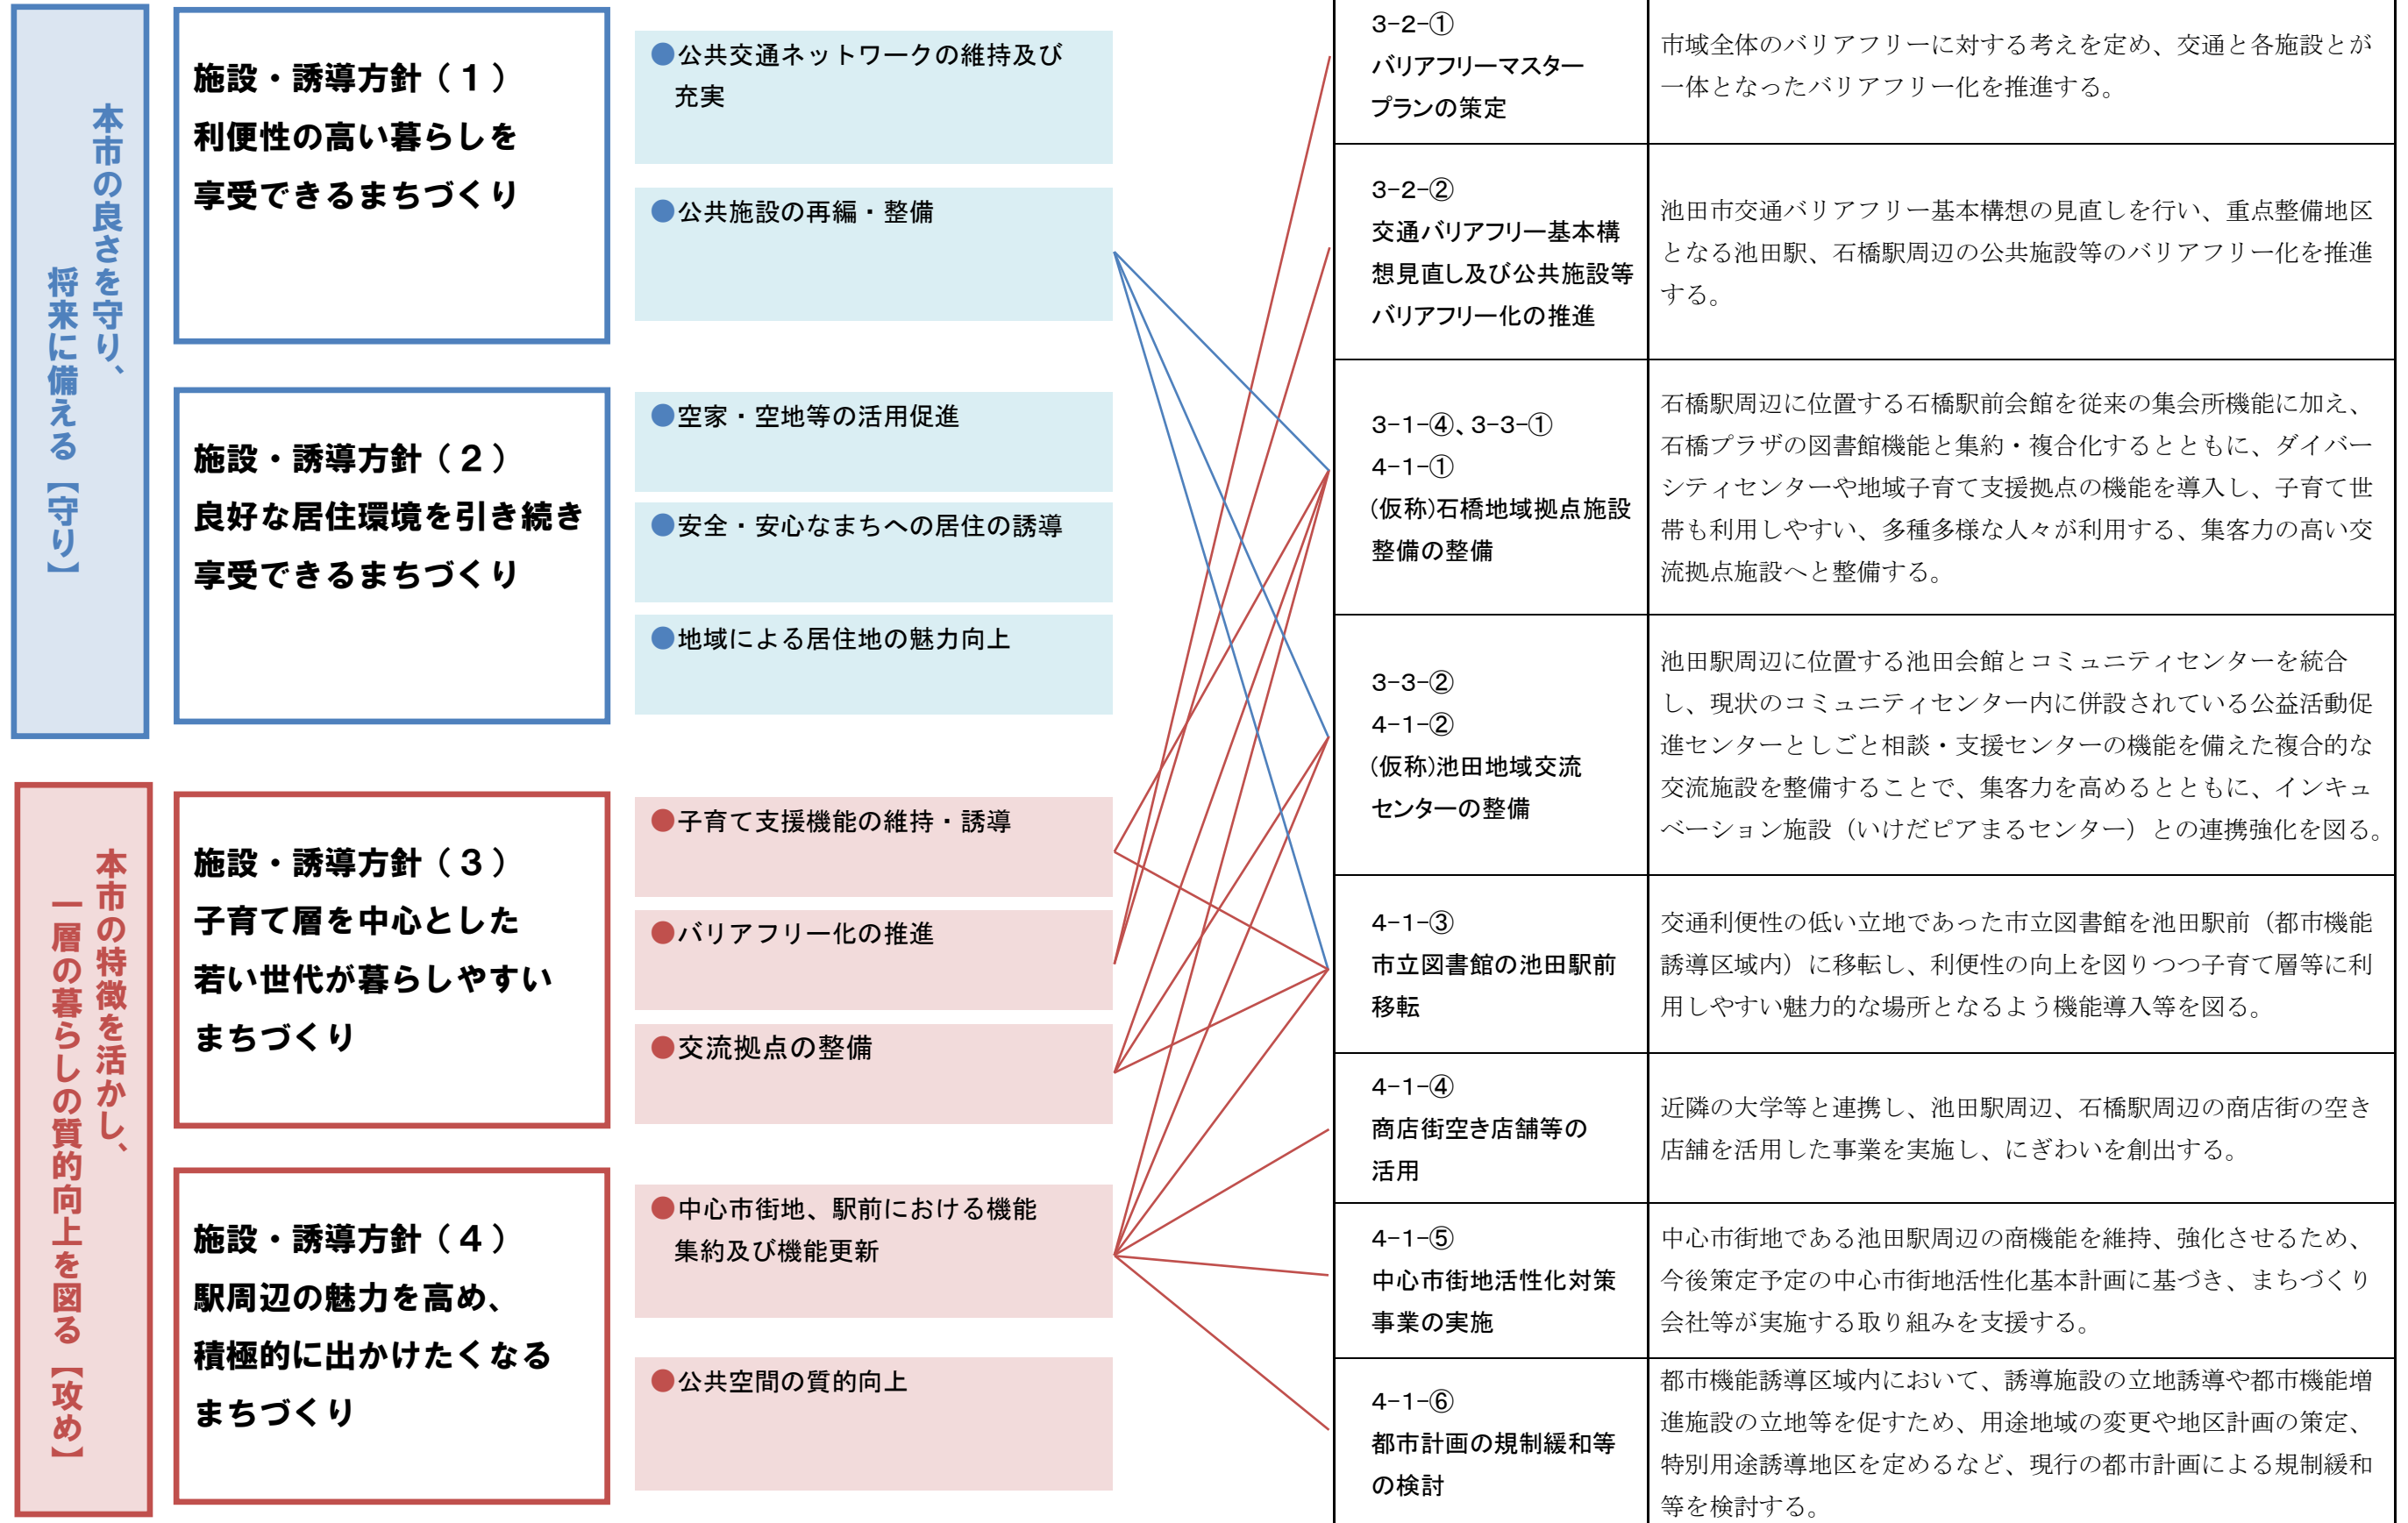 本市の良さを守り、
将来に備える【守り】
施設・誘導方針（１）
利便性の高い暮らしを
享受できるまちづくり
●公共交通ネットワークの維持及び
充実
●公共施設の再編・整備
施設・誘導方針（２）
良好な居住環境を引き続き
享受できるまちづくり
●空家・空地等の活用促進
●安全・安心なまちへの居住の誘導
●地域による居住地の魅力向上
本市の特徴を活かし、
一層の暮らしの質的向上を図る【攻め】
施設・誘導方針（３）
子育て層を中心とした
若い世代が暮らしやすい
まちづくり
●子育て支援機能の維持・誘導
●バリアフリー化の推進
●交流拠点の整備
施設・誘導方針（４）
駅周辺の魅力を高め、
積極的に出かけたくなる
まちづくり
●中心市街地、駅前における機能
集約及び機能更新
●公共空間の質的向上
3-2-①
バリアフリーマスター
プランの策定
市域全体のバリアフリーに対する考えを定め、交通と各施設とが
一体となったバリアフリー化を推進する。
3-2-②
交通バリアフリー基本構
想見直し及び公共施設等
バリアフリー化の推進
池田市交通バリアフリー基本構想の見直しを行い、重点整備地区
となる池田駅、石橋駅周辺の公共施設等のバリアフリー化を推進
する。
3-1-④、3-3-①
4-1-①
(仮称)石橋地域拠点施設
整備の整備
石橋駅周辺に位置する石橋駅前会館を従来の集会所機能に加え、
石橋プラザの図書館機能と集約・複合化するとともに、ダイバー
シティセンターや地域子育て支援拠点の機能を導入し、子育て世
帯も利用しやすい、多種多様な人々が利用する、集客力の高い交
流拠点施設へと整備する。
3-3-②
4-1-②
(仮称)池田地域交流
センターの整備
池田駅周辺に位置する池田会館とコミュニティセンターを統合
し、現状のコミュニティセンター内に併設されている公益活動促
進センターとしごと相談・支援センターの機能を備えた複合的な
交流施設を整備することで、集客力を高めるとともに、インキュ
ベーション施設（いけだピアまるセンター）との連携強化を図る。
4-1-③
市立図書館の池田駅前
移転
交通利便性の低い立地であった市立図書館を池田駅前（都市機能
誘導区域内）に移転し、利便性の向上を図りつつ子育て層等に利
用しやすい魅力的な場所となるよう機能導入等を図る。
4-1-④
商店街空き店舗等の
活用
近隣の大学等と連携し、池田駅周辺、石橋駅周辺の商店街の空き
店舗を活用した事業を実施し、にぎわいを創出する。
4-1-⑤
中心市街地活性化対策
事業の実施
中心市街地である池田駅周辺の商機能を維持、強化させるため、
今後策定予定の中心市街地活性化基本計画に基づき、まちづくり
会社等が実施する取り組みを支援する。
4-1-⑥
都市計画の規制緩和等
の検討
都市機能誘導区域内において、誘導施設の立地誘導や都市機能増
進施設の立地等を促すため、用途地域の変更や地区計画の策定、
特別用途誘導地区を定めるなど、現行の都市計画による規制緩和
等を検討する。